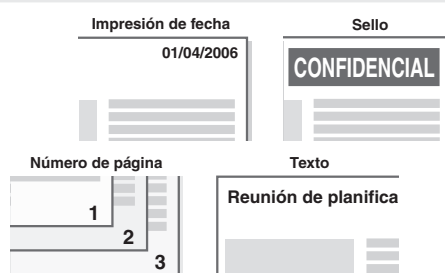 Impresión de fecha
Sello
01/04/2006
CONFIDENCIAL
Número de página
Texto
1
2
3
Reunión de planifica